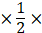 × 1/2 ×